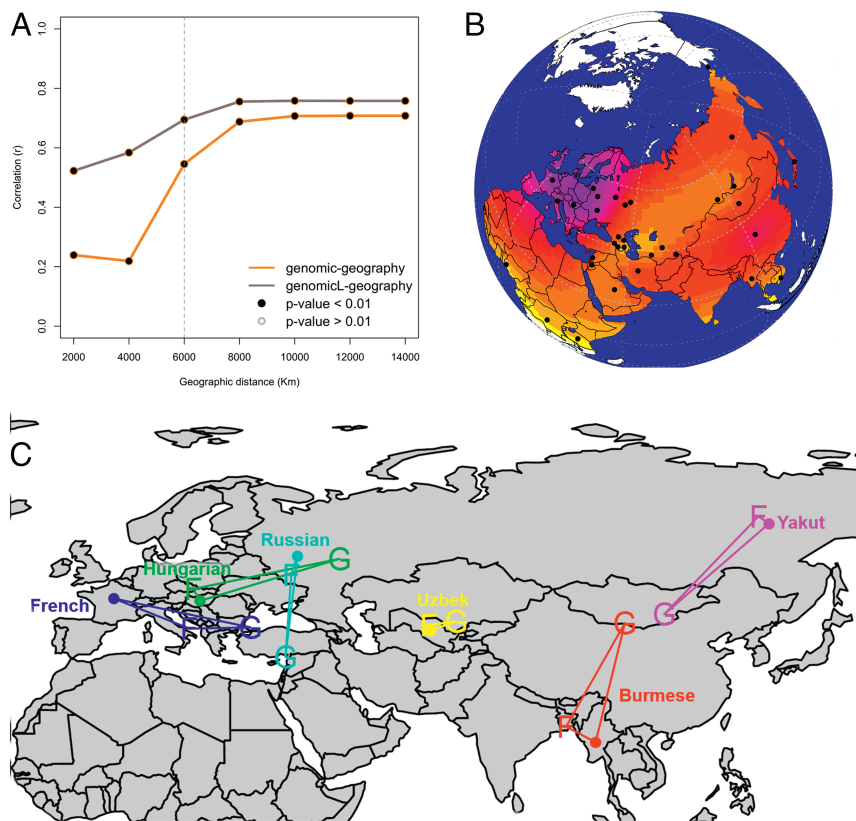 A
B
1.0
0.8
0.6
0.4
0.2
0.0
Correlation (r)
genomic-geography
genomicL-geography
p-value < 0.01
p-value > 0.01
2000 4000 6000 8000 10000 12000 14000
Geographic distance (Km)
C
F
Yakut
Russian
G
Hungarian
F
F
French
F
G
G
Uzbek
F
G
G
G
Burmese
F